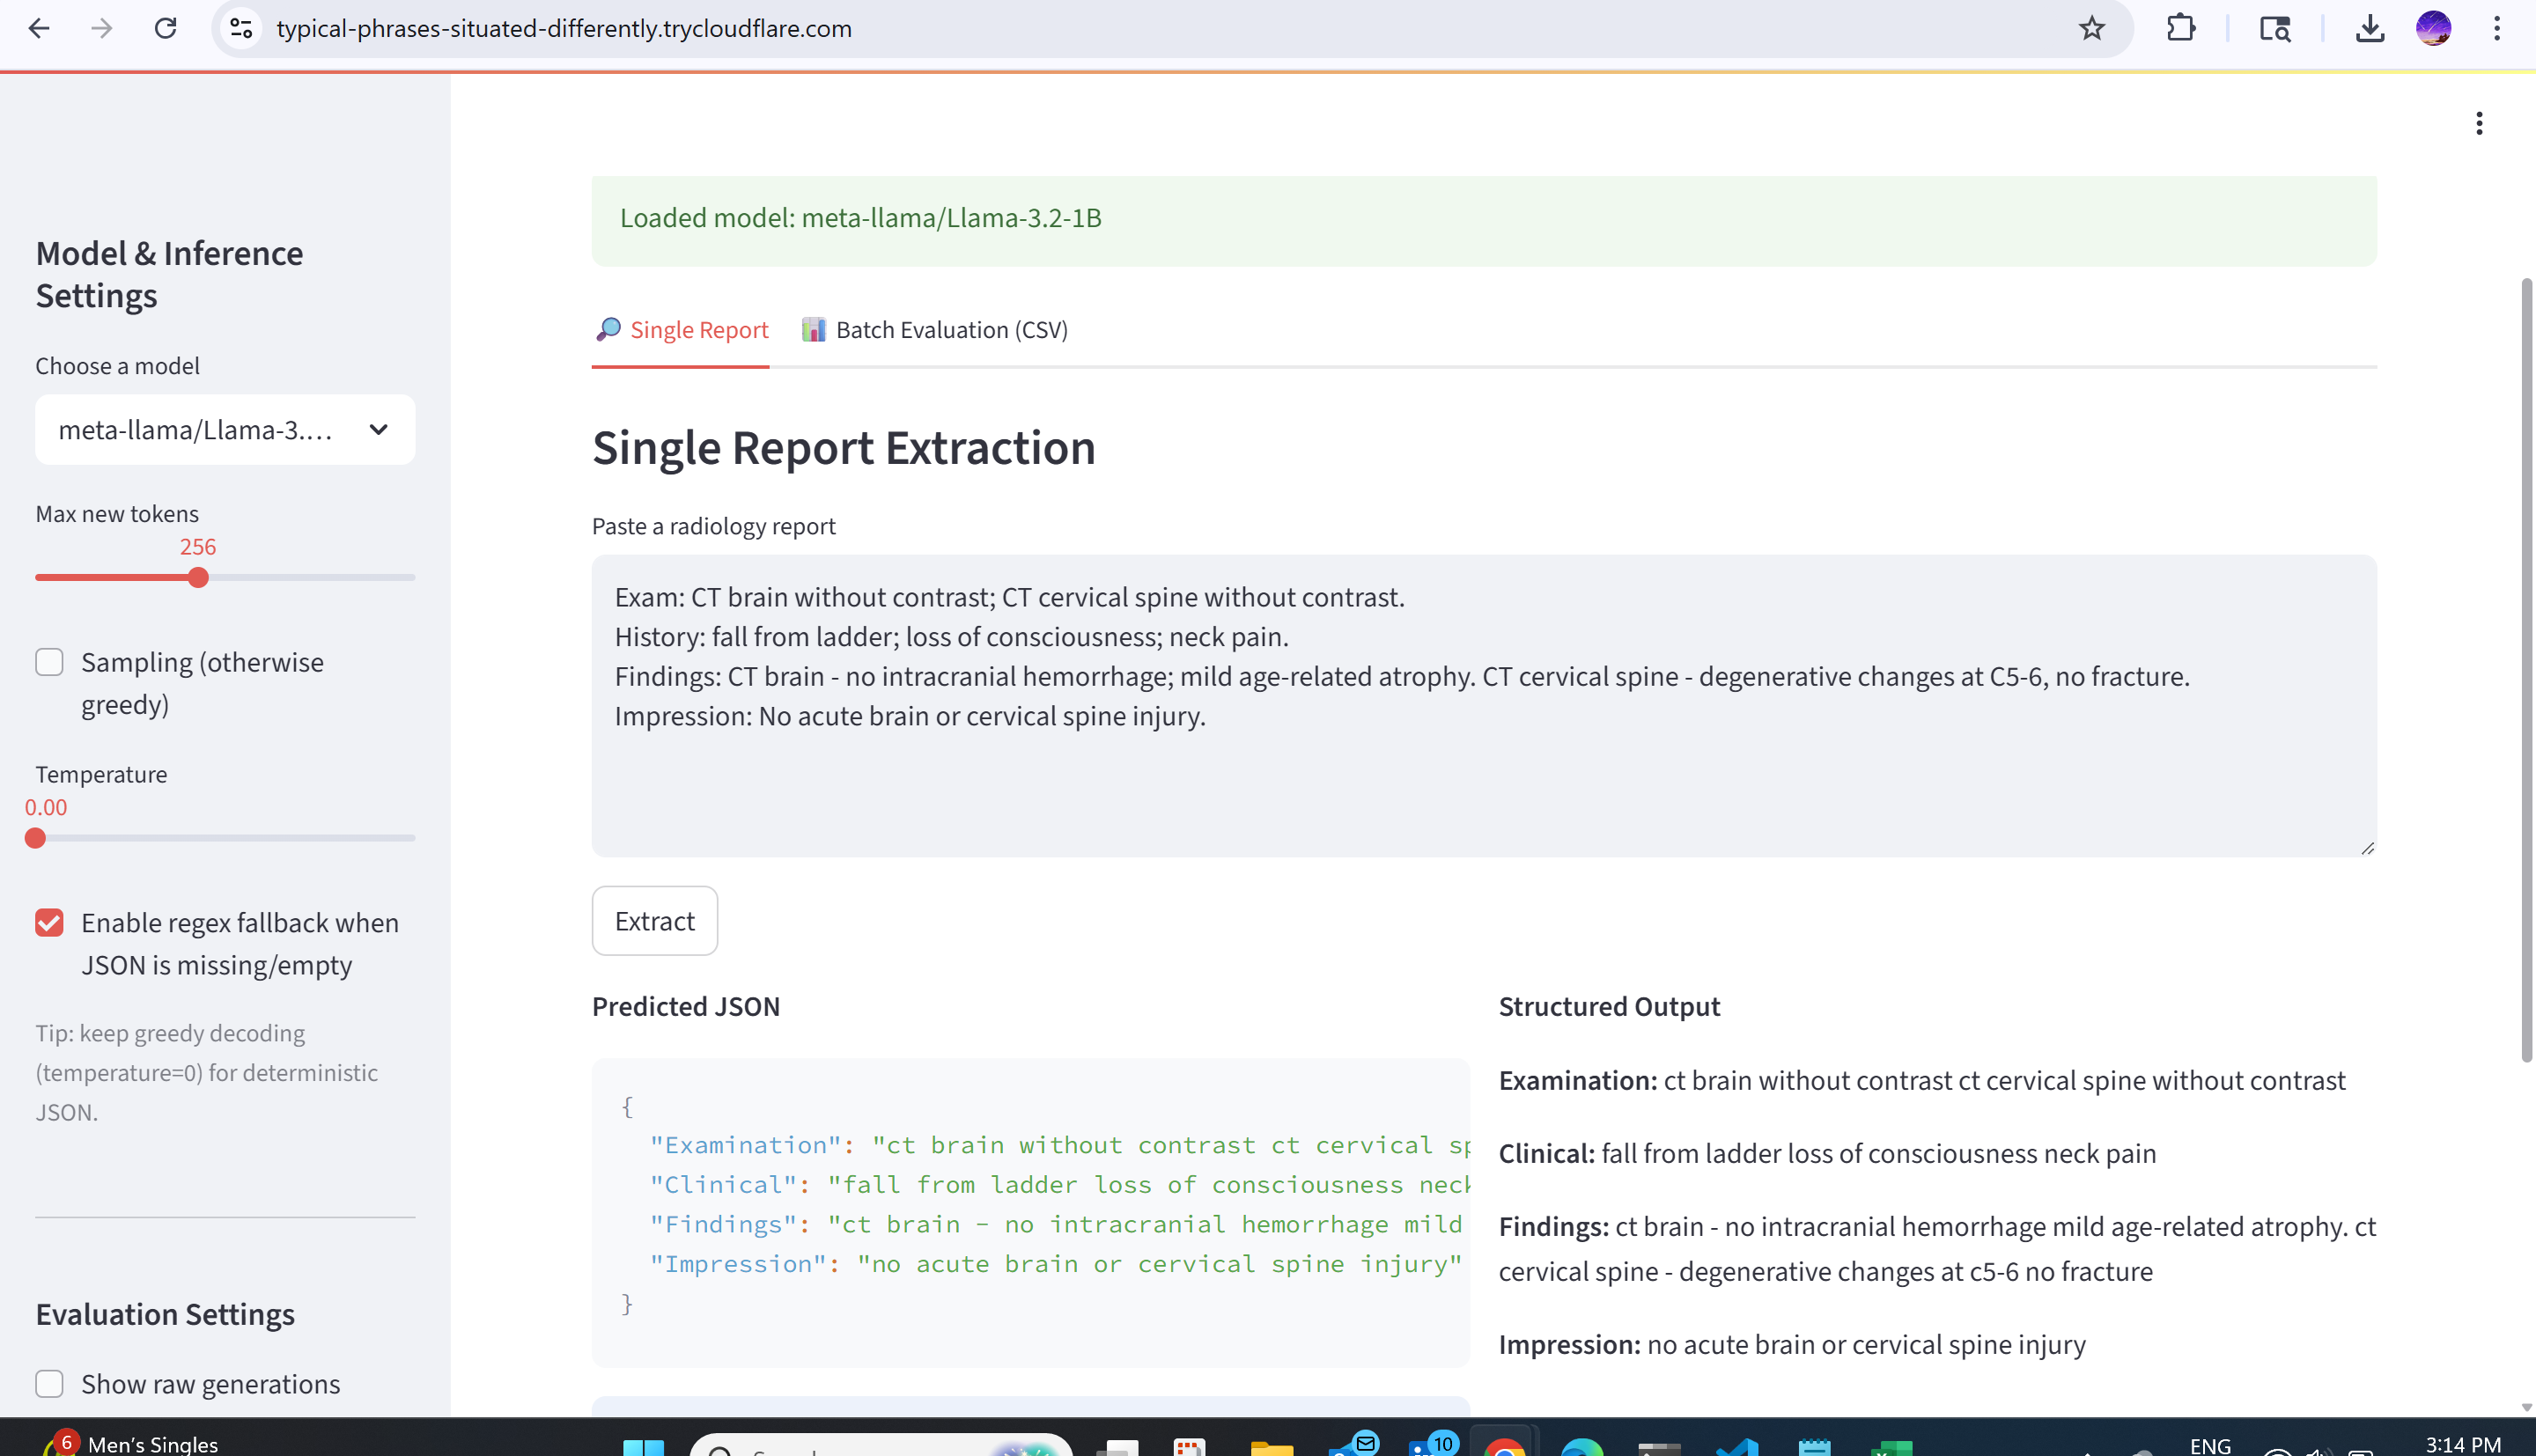 typical-phrases-situated-differently.trycloudflare.com
Model & Inference
Settings
Choose a model
meta-llama/Llama-3....
Max new tokens
256
Sampling (otherwise
greedy)
Temperature
0.00
Enable regex fallback when
JSON is missing/empty
Tip: keep greedy decoding
(temperature=0) for deterministic
JSON.
Evaluation Settings
Show raw generations
Loaded model: meta-llama/Llama-3.2-1B
Single Report
Batch Evaluation (CSV)
Single Report Extraction
Paste a radiology report
Exam: CT brain without contrast; CT cervical spine without contrast.
History: fall from ladder; loss of consciousness; neck pain.
Findings: CT brain - no intracranial hemorrhage; mild age-related atrophy. CT cervical spine - degenerative changes at C5-6, no fracture.
Impression: No acute brain or cervical spine injury.
Extract
Predicted JSON
{
"Examination": "ct brain without contrast ct cervical sp
"Clinical": "fall from ladder loss of consciousness neck
"Findings": "ct brain - no intracranial hemorrhage mild
"Impression": "no acute brain or cervical spine injury"
}
Structured Output
Examination: ct brain without contrast ct cervical spine without contrast
Clinical: fall from ladder loss of consciousness neck pain
Findings: ct brain - no intracranial hemorrhage mild age-related atrophy. ct
cervical spine - degenerative changes at c5-6 no fracture
Impression: no acute brain or cervical spine injury
6
Men's Singles
10
ENG
3:14 PM